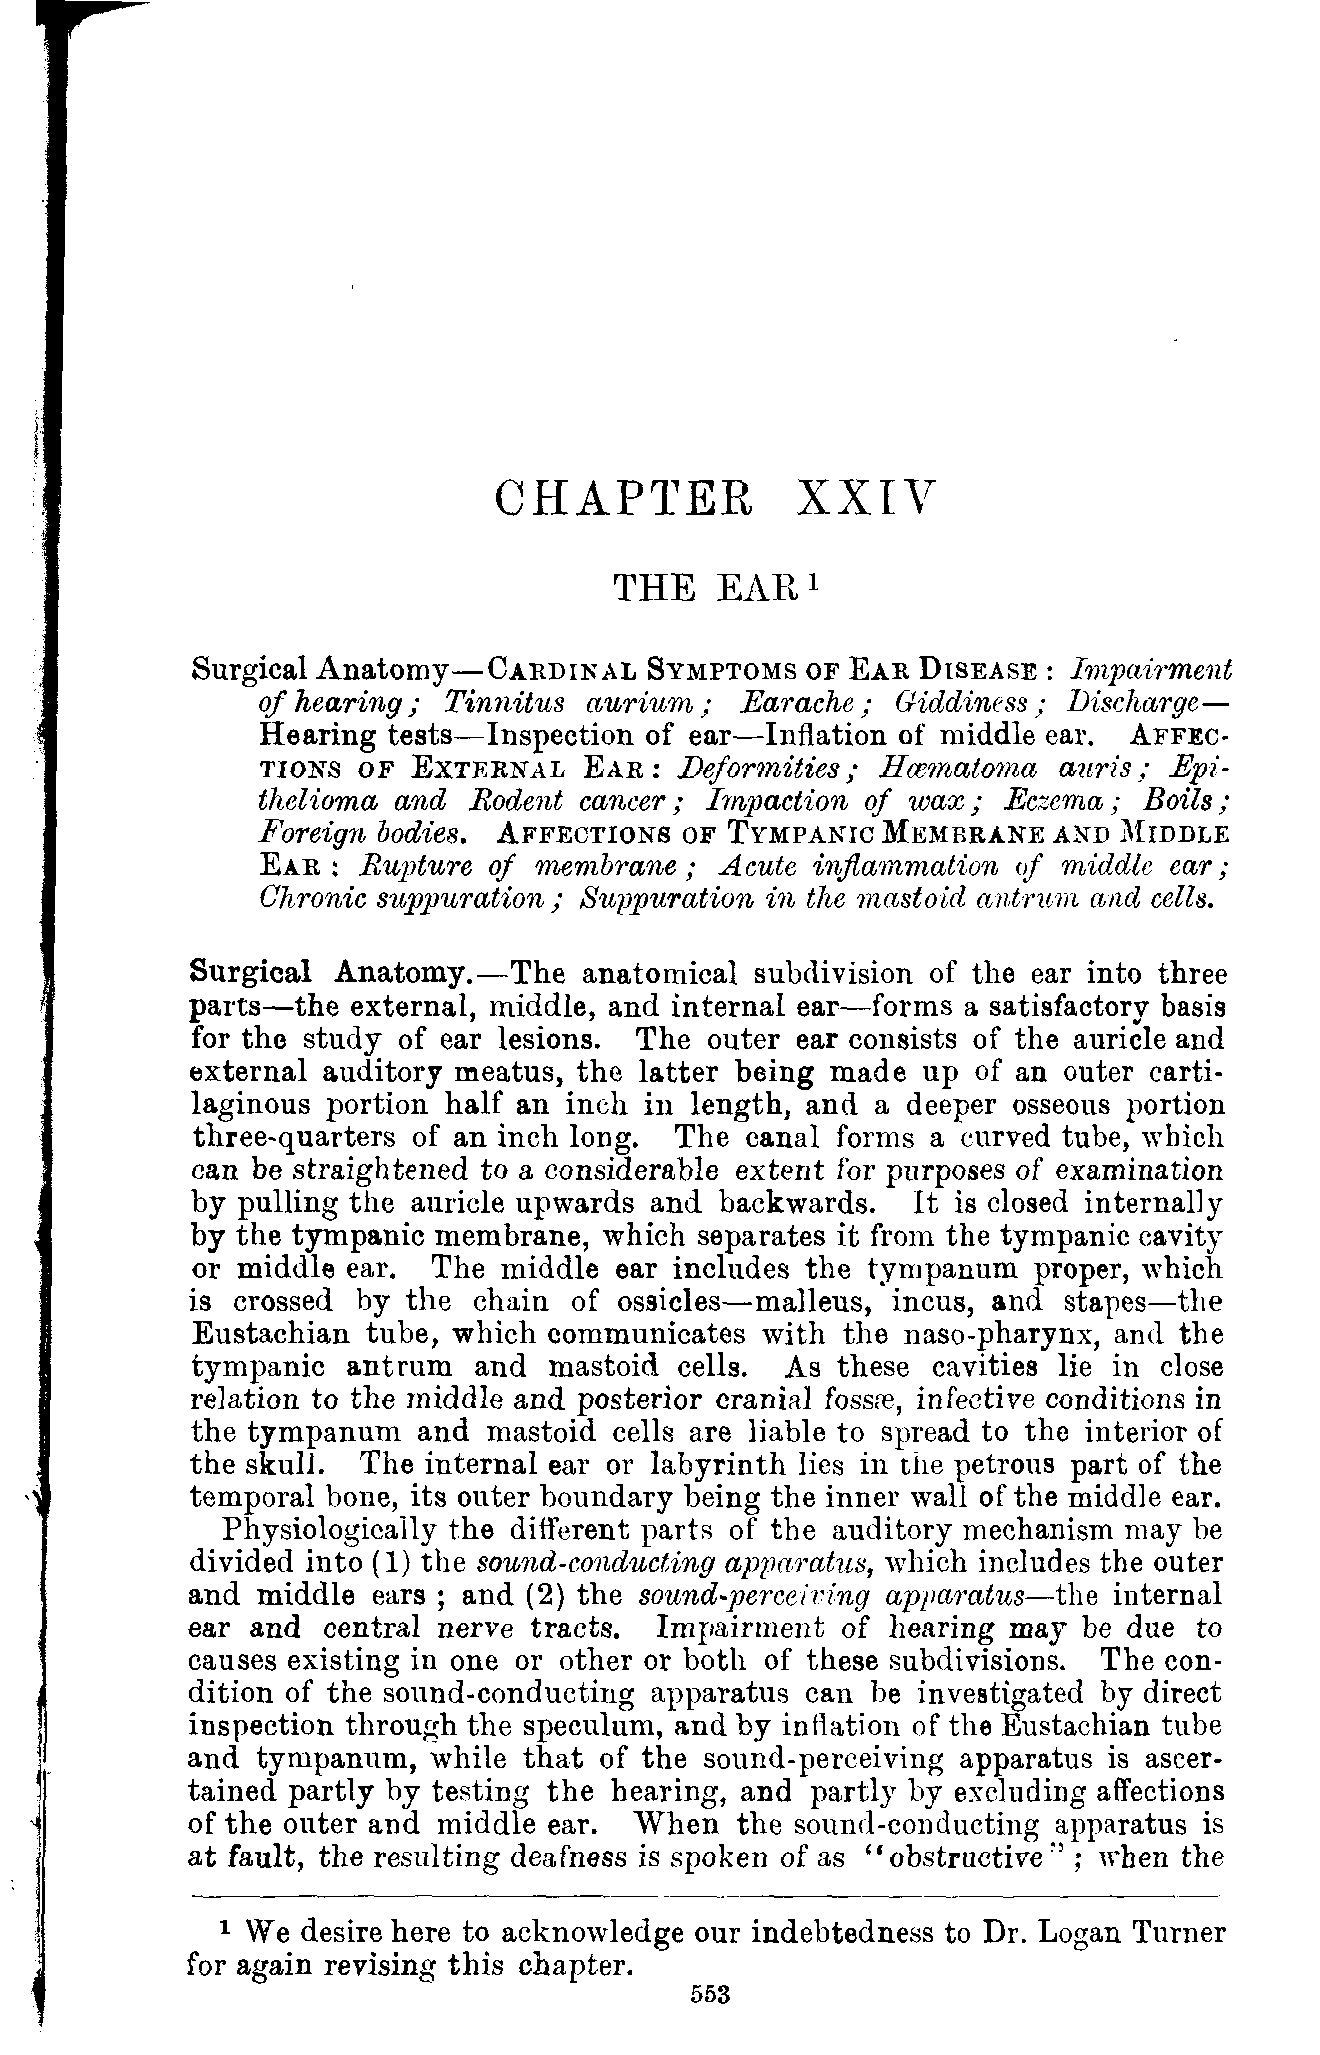 CHAPTER XXIV
THE EAR 1
Surgical Anatomy—CARDINAL SYMPTOMS OF EAR DISEASE : Impairment
of hearing ; Tinnitus aurium ; Earache ; Giddiness ; Discharge—
Hearing tests—Inspection of ear—Inflation of middle ear. AFFEC-
TIONS OF EXTERNAL EAR : Deformities ; Hæmatoma auris ; Epi-
thelioma and Rodent cancer ; Impaction of wax ; Eczema ; Boils ;
Foreign bodies. AFFECTIONS OF TYMPANIC MEMBRANE AND MIDDLE
EAR : Rupture of membrane ; Acute inflammation of middle ear ;
Chronic suppuration ; Suppuration in the mastoid antrum and cells.
Surgical Anatomy.—The anatomical subdivision of the ear into three
parts—the external, middle, and internal ear—forms a satisfactory basis
for the study of ear lesions. The outer ear consists of the auricle and
external auditory meatus, the latter being made up of an outer carti-
laginous portion half an inch in length, and a deeper osseous portion
three-quarters of an inch long. The canal forms a curved tube, which
can be straightened to a considerable extent for purposes of examination
by pulling the auricle upwards and backwards. It is closed internally
by the tympanic membrane, which separates it from the tympanic cavity
or middle ear. The middle ear includes the tympanum proper, which
is crossed by the chain of ossicles—malleus, incus, and stapes—the
Eustachian tube, which communicates with the naso-pharynx, and the
tympanic antrum and mastoid cells. As these cavities lie in close
relation to the middle and posterior cranial fossæ, infective conditions in
the tympanum and mastoid cells are liable to spread to the interior of
the skull. The internal ear or labyrinth lies in the petrous part of the
temporal bone, its outer boundary being the inner wall of the middle ear.
Physiologically the different parts of the auditory mechanism may be
divided into (1) the sound-conducting apparatus, which includes the outer
and middle ears ; and (2) the sound-perceiving apparatus—the internal
ear and central nerve tracts. Impairment of hearing may be due to
causes existing in one or other or both of these subdivisions. The con-
dition of the sound-conducting apparatus can be investigated by direct
inspection through the speculum, and by inflation of the Eustachian tube
and tympanum, while that of the sound-perceiving apparatus is ascer-
tained partly by testing the hearing, and partly by excluding affections
of the outer and middle ear. When the sound-conducting apparatus is
at fault, the resulting deafness is spoken of as "obstructive" ; when the
1 We desire here to acknowledge our indebtedness to Dr. Logan Turner
for again revising this chapter.
553